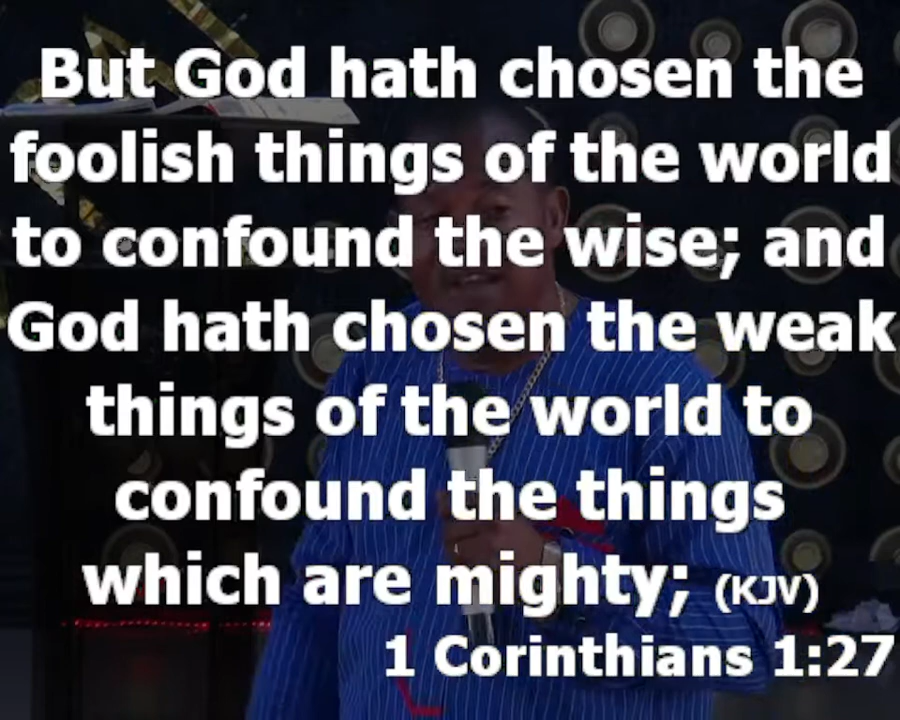 But God hath chosen the
foolish things of the world
to confound the wise; and
God hath chosen the weak
things of the world to
confound the things
which are mighty; (KJV)
1 Corinthians 1:27